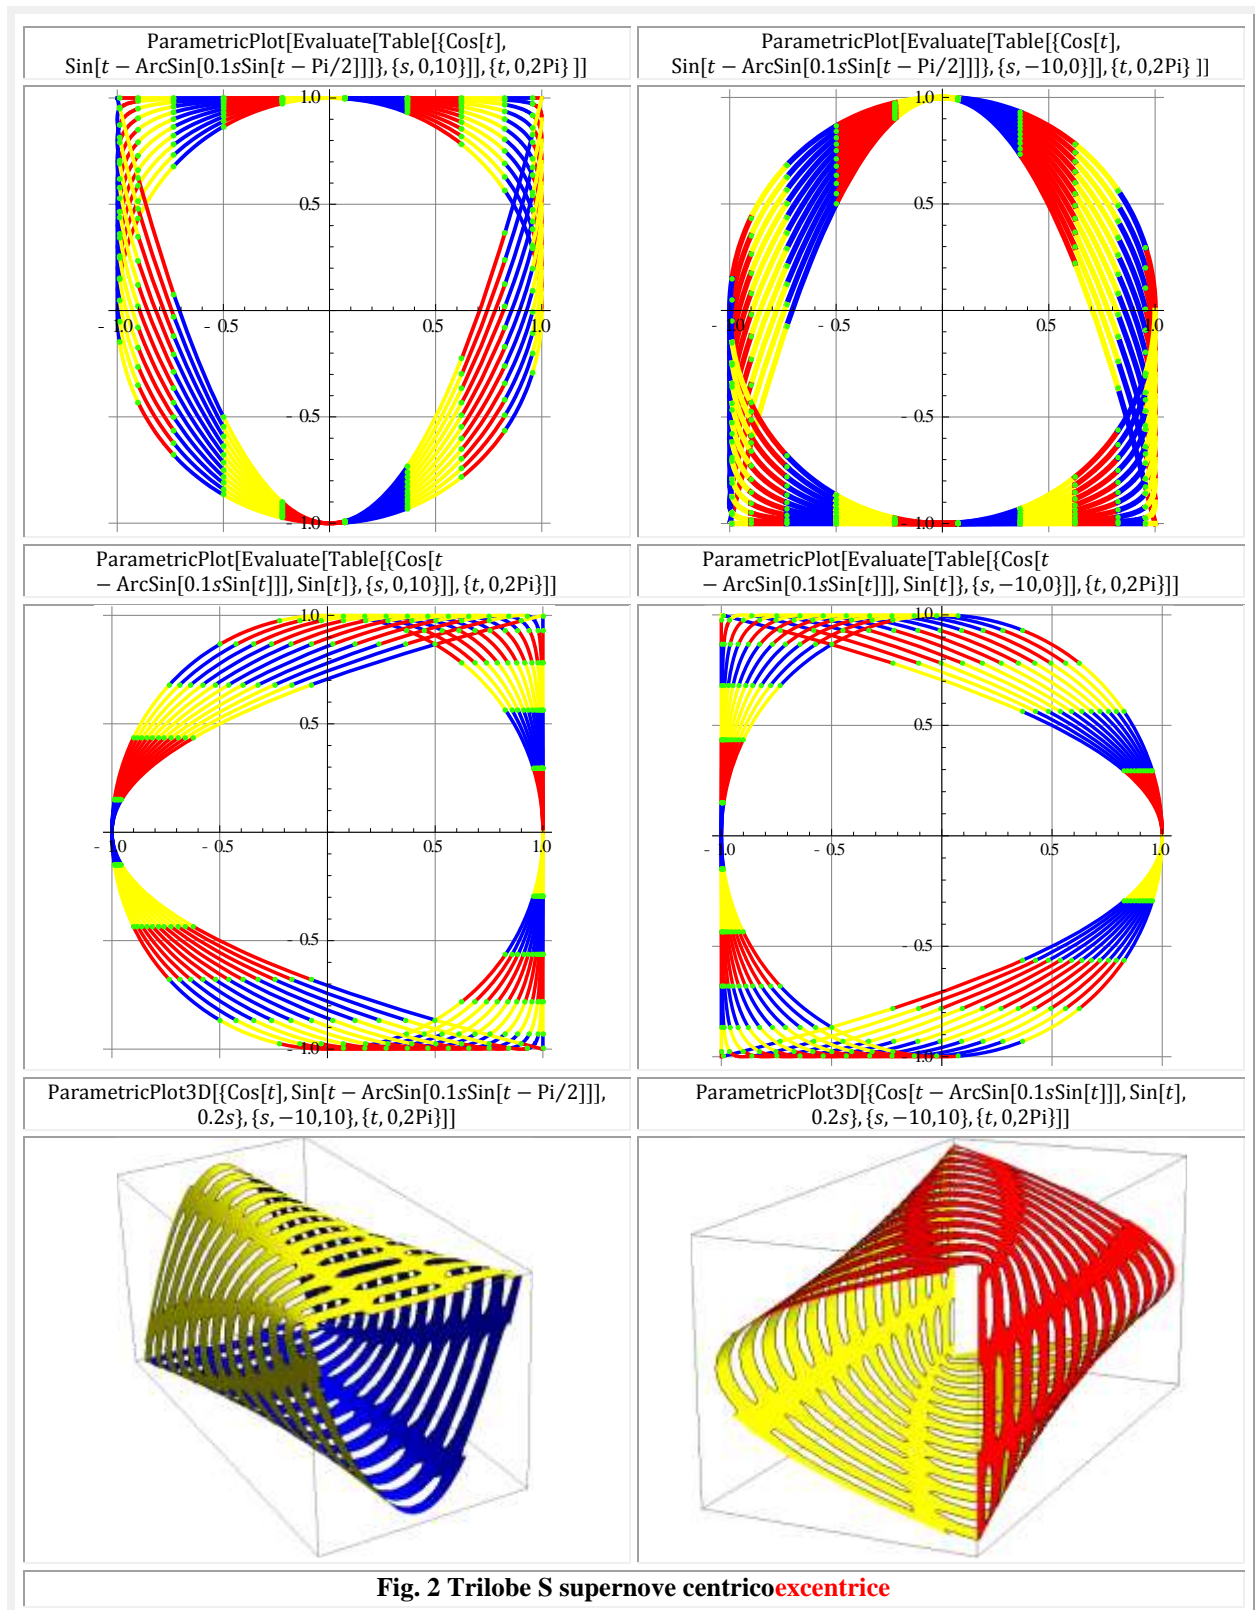 ParametricPlot[Evaluate[Table[{Cos[t],
Sin[t − ArcSin[0.1sSin[t − Pi/2]]]}, {s, 0,10}]], {t, 0,2Pi} ]]
ParametricPlot[Evaluate[Table[{Cos[t],
Sin[t − ArcSin[0.1sSin[t − Pi/2]]]}, {s, −10,0}]], {t, 0,2Pi} ]]
1.0
0.5
- 1.0 - 0.5 0.5 1.0
- 0.5
- 1.0
1.0
0.5
- 1.0 - 0.5 0.5 1.0
- 0.5
- 1.0
ParametricPlot[Evaluate[Table[{Cos[t
− ArcSin[0.1sSin[t]]], Sin[t]}, {s, 0,10}]], {t, 0,2Pi}]]
ParametricPlot[Evaluate[Table[{Cos[t
− ArcSin[0.1sSin[t]]], Sin[t]}, {s, −10,0}]], {t, 0,2Pi}]]
1.0
0.5
- 1.0 - 0.5 0.5 1.0
- 0.5
- 1.0
1.0
0.5
- 1.0 - 0.5 0.5 1.0
- 0.5
- 1.0
ParametricPlot3D[{Cos[t], Sin[t − ArcSin[0.1sSin[t − Pi/2]]],
0.2s}, {s, −10,10}, {t, 0,2Pi}]]
ParametricPlot3D[{Cos[t − ArcSin[0.1sSin[t]]], Sin[t],
0.2s}, {s, −10,10}, {t, 0,2Pi}]]
Fig. 2 Trilobe S supernove centricoexcentrice